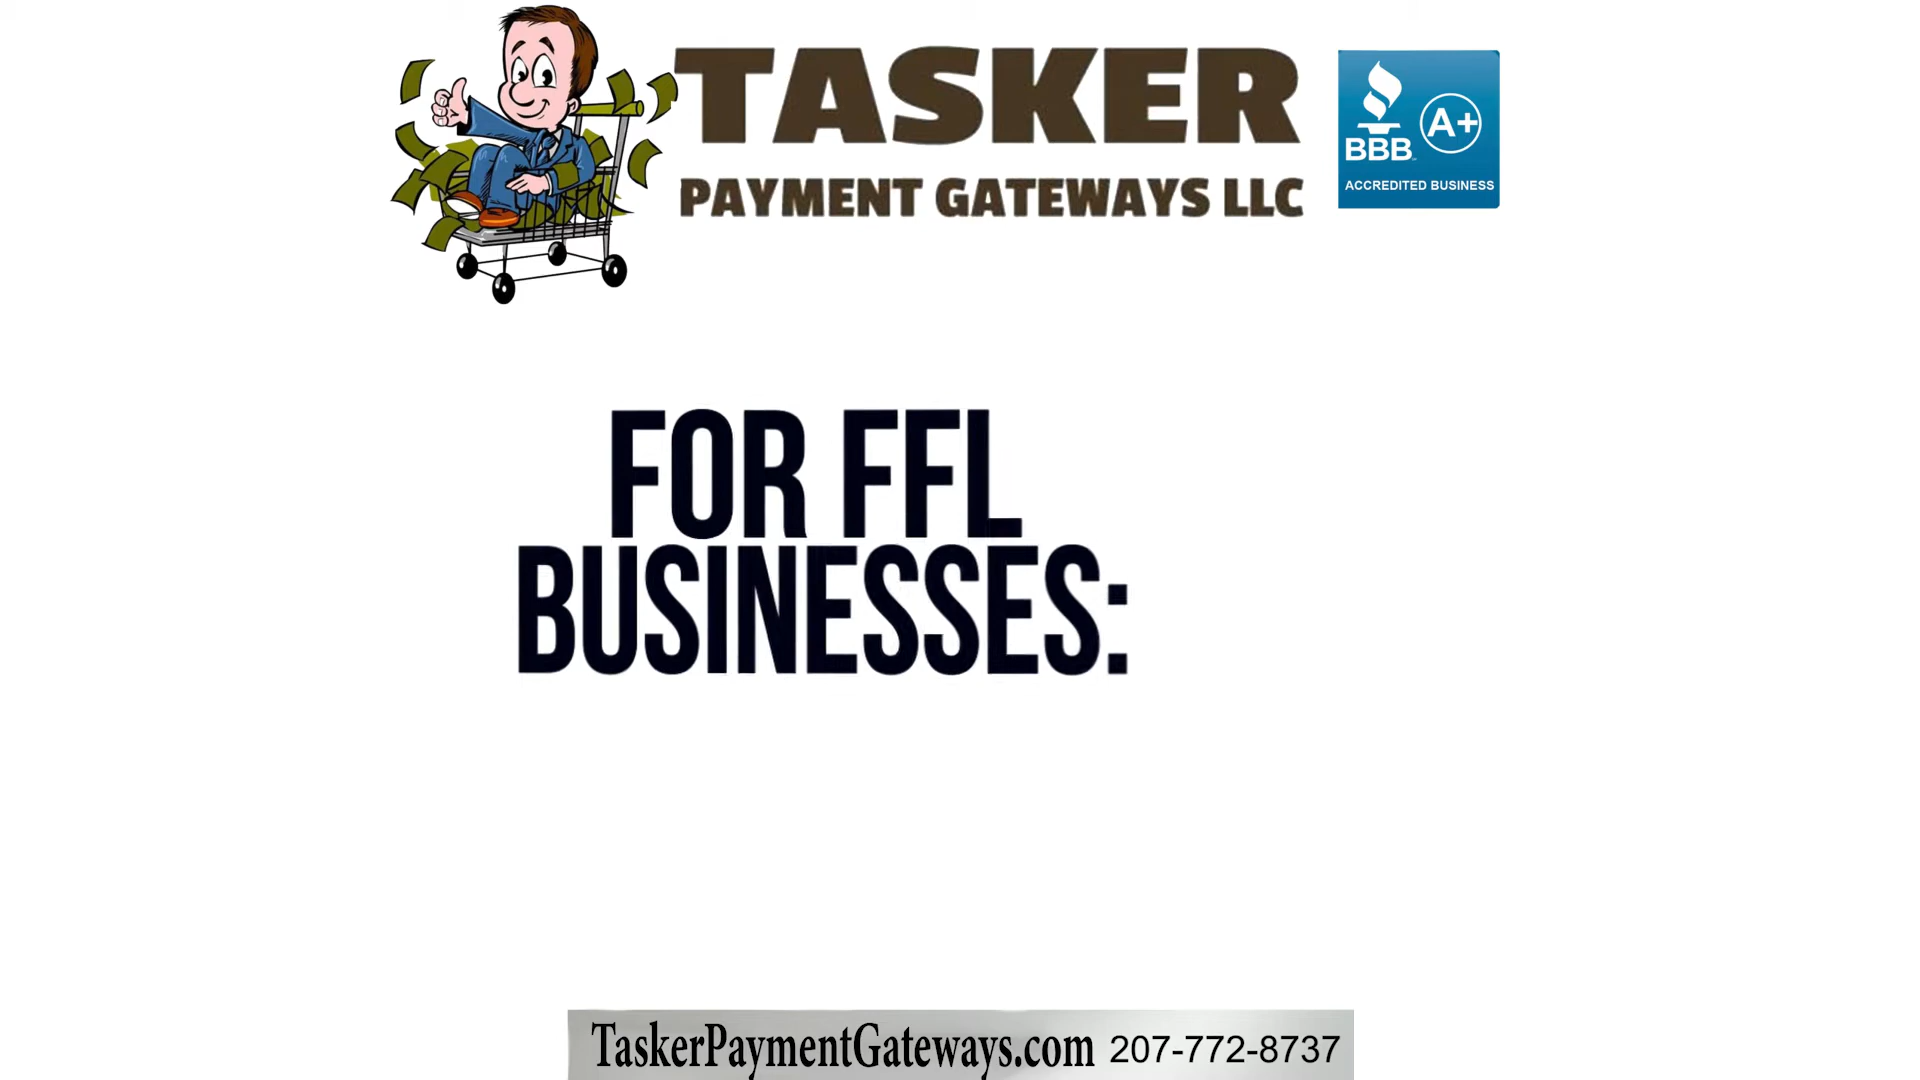 TASKER
PAYMENT GATEWAYS LLC
BBB
A+
ACCREDITED BUSINESS
FOR FFL
BUSINESSES:
TaskerPaymentGateways.com 207-772-8737